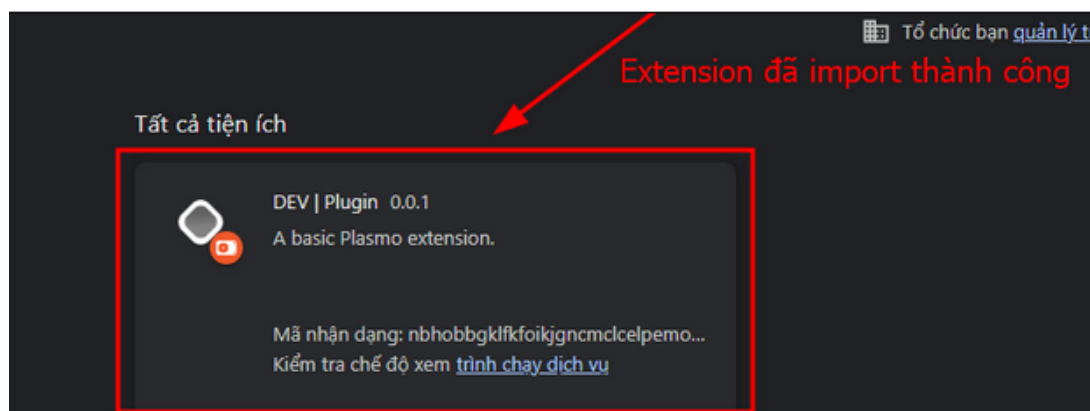 Tổ chức bạn quản lý
Extension đã import thành công
Tất cả tiện ích
DEV | Plugin 0.0.1
A basic Plasmo extension.
Mã nhận dạng: nbhobbgklfkfoikjgncmclcelpemo...
Kiểm tra chế độ xem trình chạy dịch vụ